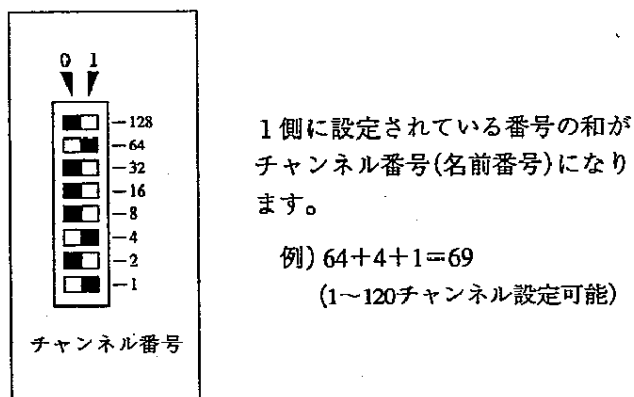 0 1
-128
-64
-32
-16
-8
-4
-2
-1
チャンネル番号
1側に設定されている番号の和が
チャンネル番号(名前番号)になり
ます。
例) 64+4+1=69
(1~120チャンネル設定可能)